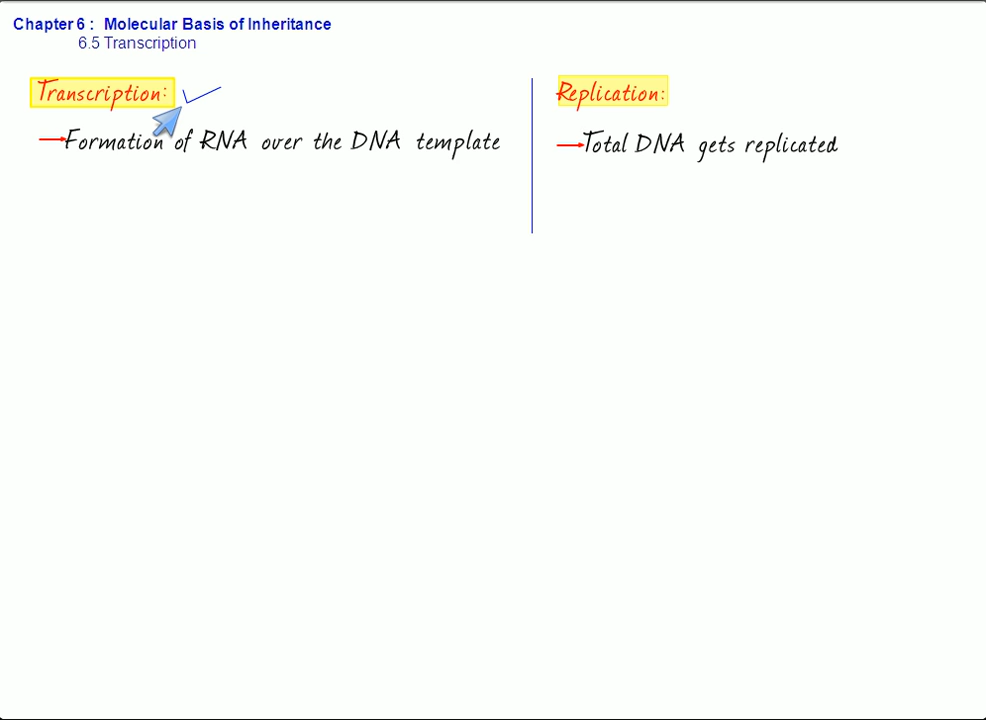 Chapter 6 : Molecular Basis of Inheritance
6.5 Transcription
Transcription:
Formation of RNA over the DNA template
Replication:
Total DNA gets replicated